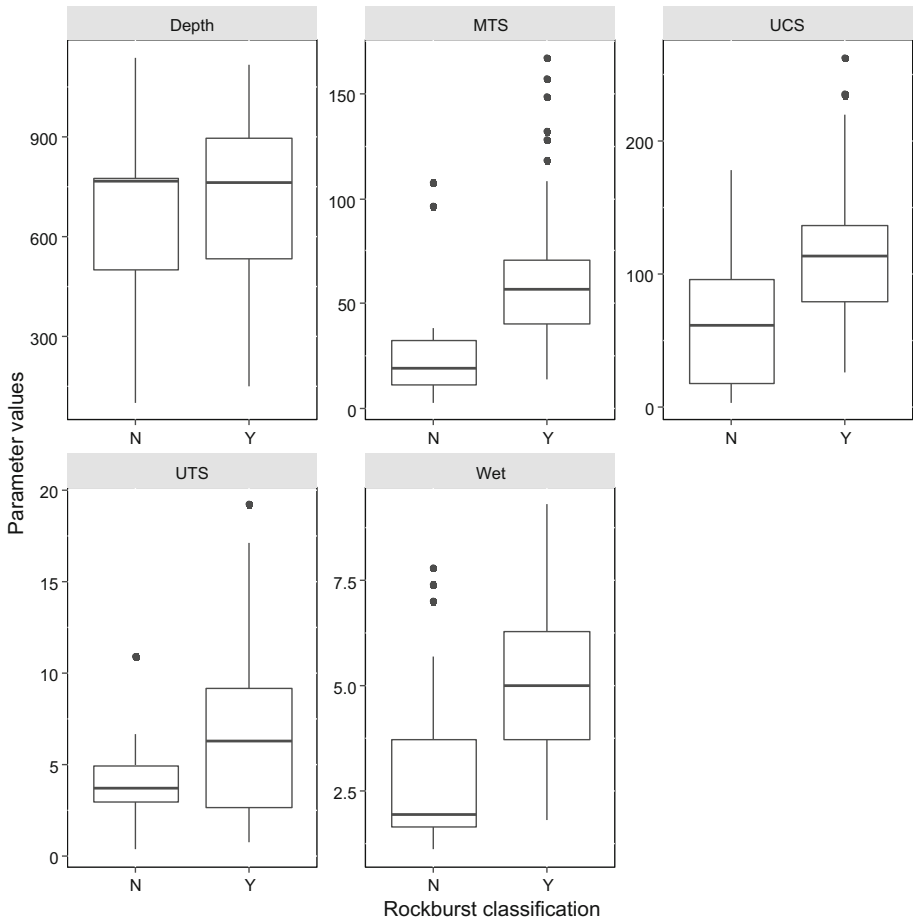 Depth
MTS
UCS
900
600
300
N
Y
150
100
50
0
N
Y
200
100
0
N
Y
Parameter values
UTS
Wet
20
15
10
5
0
N
Y
7.5
5.0
2.5
N
Y
Rockburst classification